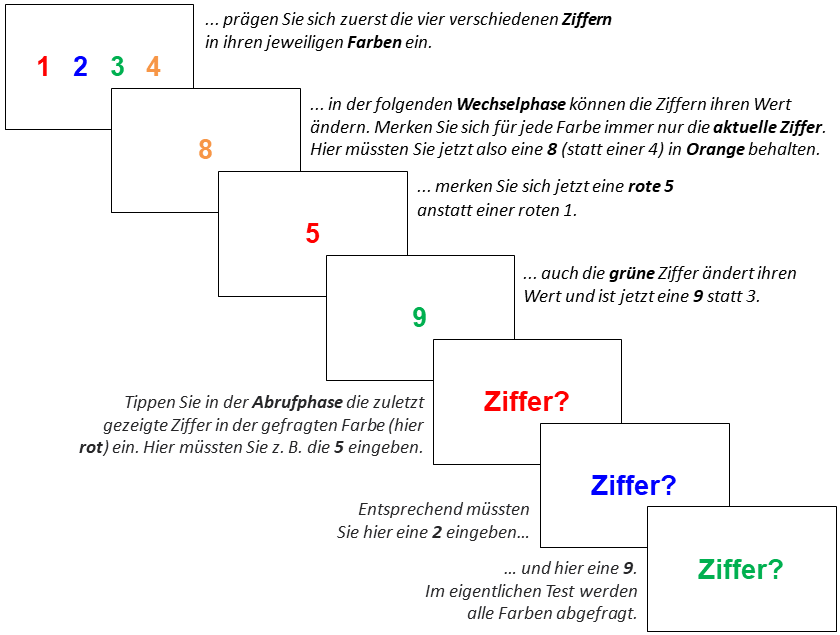 ... prägen Sie sich zuerst die vier verschiedenen Ziffern
in ihren jeweiligen Farben ein.
1 2 3 4
... in der folgenden Wechselphase können die Ziffern ihren Wert
ändern. Merken Sie sich für jede Farbe immer nur die aktuelle Ziffer.
Hier müssten Sie jetzt also eine 8 (statt einer 4) in Orange behalten.
8
... merken Sie sich jetzt eine rote 5
anstatt einer roten 1.
5
... auch die grüne Ziffer ändert ihren
Wert und ist jetzt eine 9 statt 3.
9
Tippen Sie in der Abrufphase die zuletzt
gezeigte Ziffer in der gefragten Farbe (hier
rot) ein. Hier müssten Sie z. B. die 5 eingeben.
Ziffer?
Ziffer?
Entsprechend müssten
Sie hier eine 2 eingeben...
... und hier eine 9.
Im eigentlichen Test werden
alle Farben abgefragt.
Ziffer?